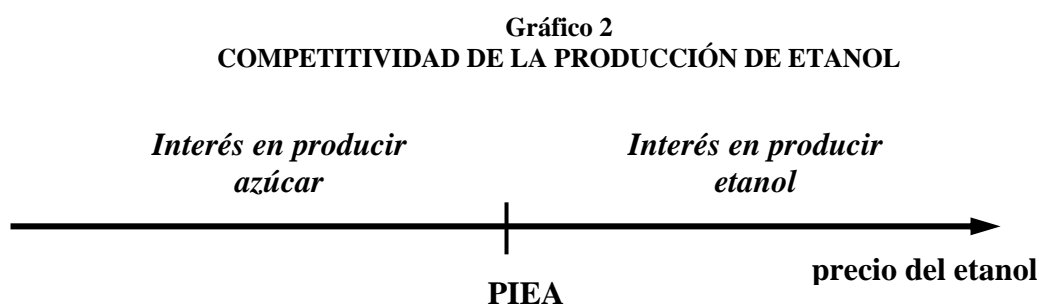 Gráfico 2
COMPETITIVIDAD DE LA PRODUCCIÓN DE ETANOL
Interés en producir
azúcar
Interés en producir
etanol
precio del etanol
PIEA